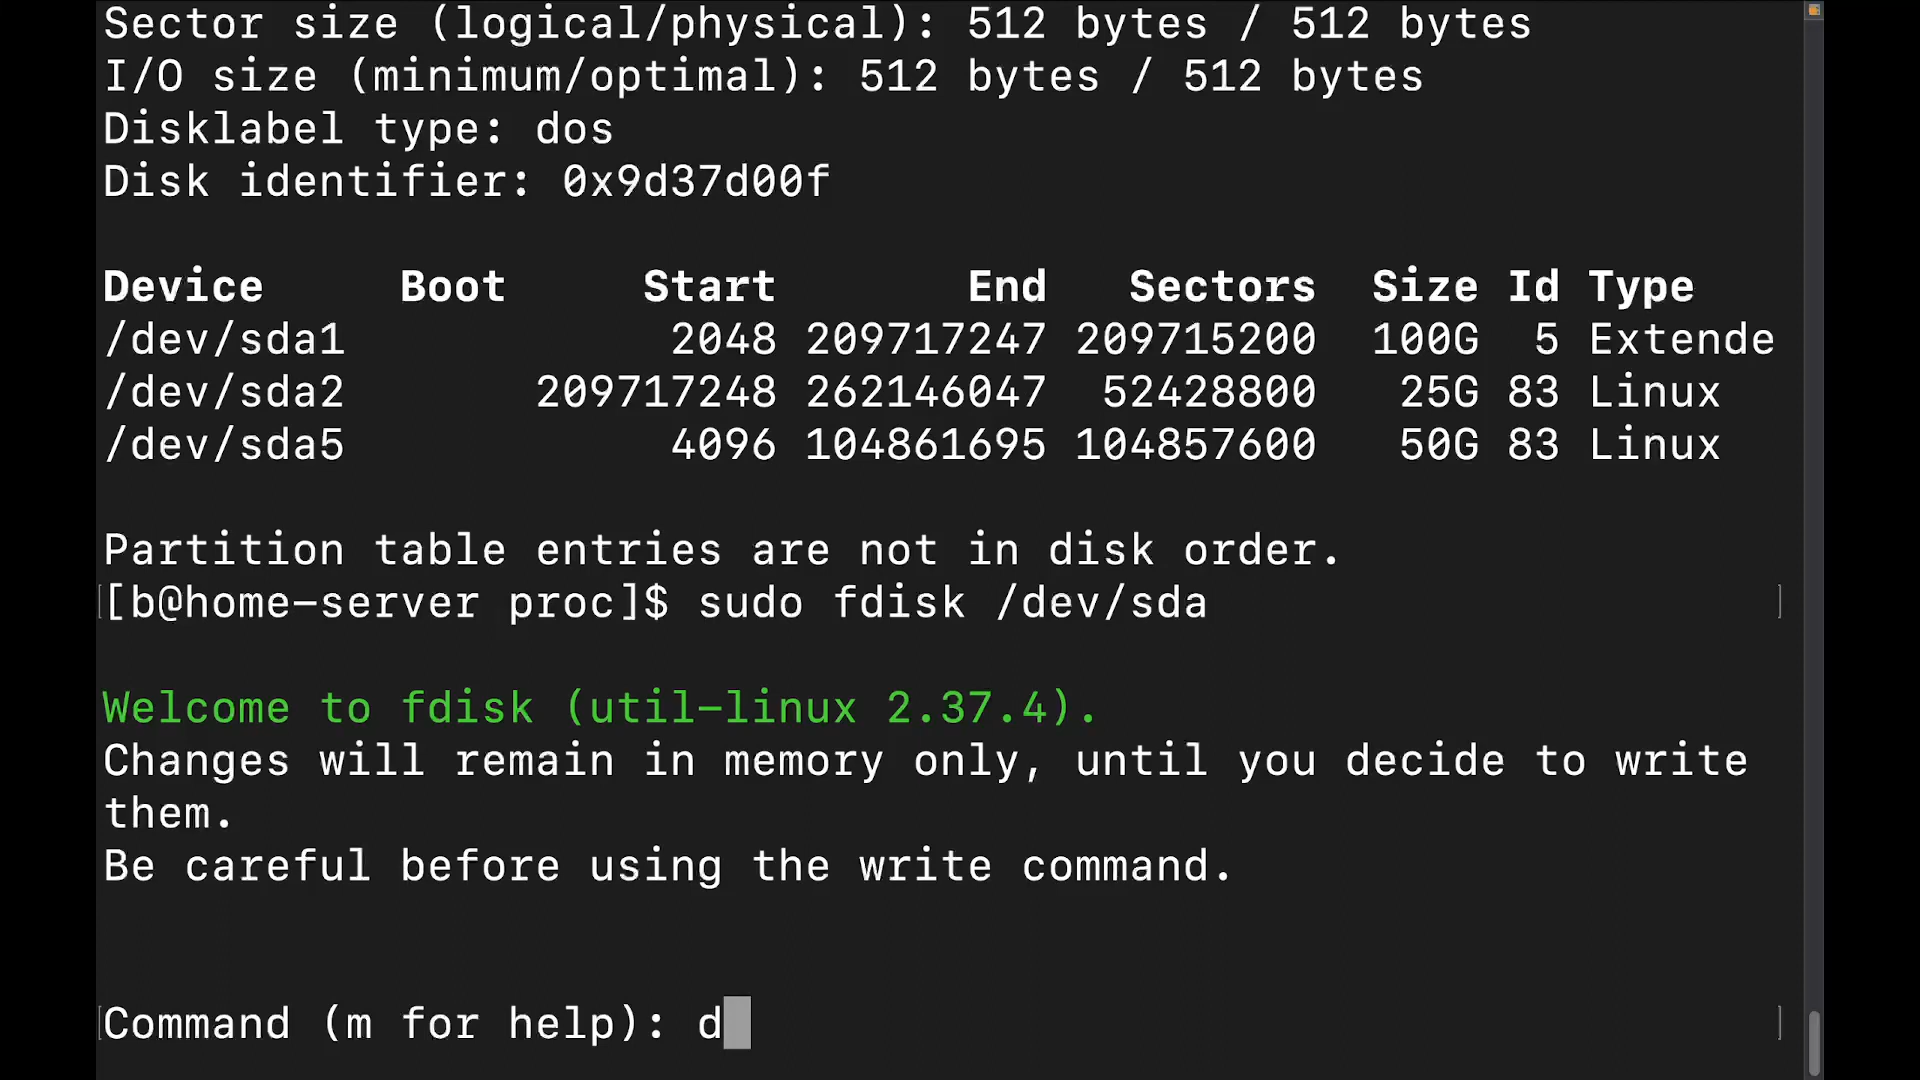 Sector size (logical/physical): 512 bytes / 512 bytes
I/O size (minimum/optimal): 512 bytes / 512 bytes
Disklabel type: dos
Disk identifier: 0x9d37d00f
Device Boot Start End Sectors Size Id Type
/dev/sda1 2048 209717247 209715200 100G 5 Extende
/dev/sda2 209717248 262146047 52428800 25G 83 Linux
/dev/sda5 4096 104861695 104857600 50G 83 Linux
Partition table entries are not in disk order.
[b@home-server proc]$ sudo fdisk /dev/sda
Welcome to fdisk (util-linux 2.37.4).
Changes will remain in memory only, until you decide to write
them.
Be careful before using the write command.
Command (m for help): d